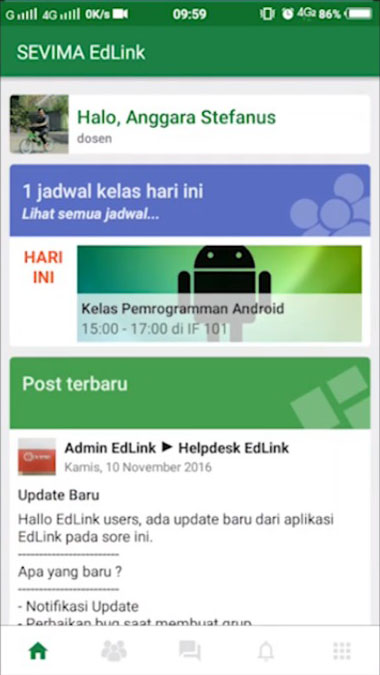 G 4G 0K/s 09:59 4G 86%
SEVIMA EdLink
Halo, Anggara Stefanus
dosen
1 jadwal kelas hari ini
Lihat semua jadwal...
HARI
INI
Kelas Pemrogramman Android
15:00 - 17:00 di IF 101
Post terbaru
Admin EdLink ► Helpdesk EdLink
Kamis, 10 November 2016
Update Baru
Hallo EdLink users, ada update baru dari aplikasi
EdLink pada sore ini.
------------------------
Apa yang baru ?
------------------------
- Notifikasi Update
- Perbaikan bug saat membuat grup